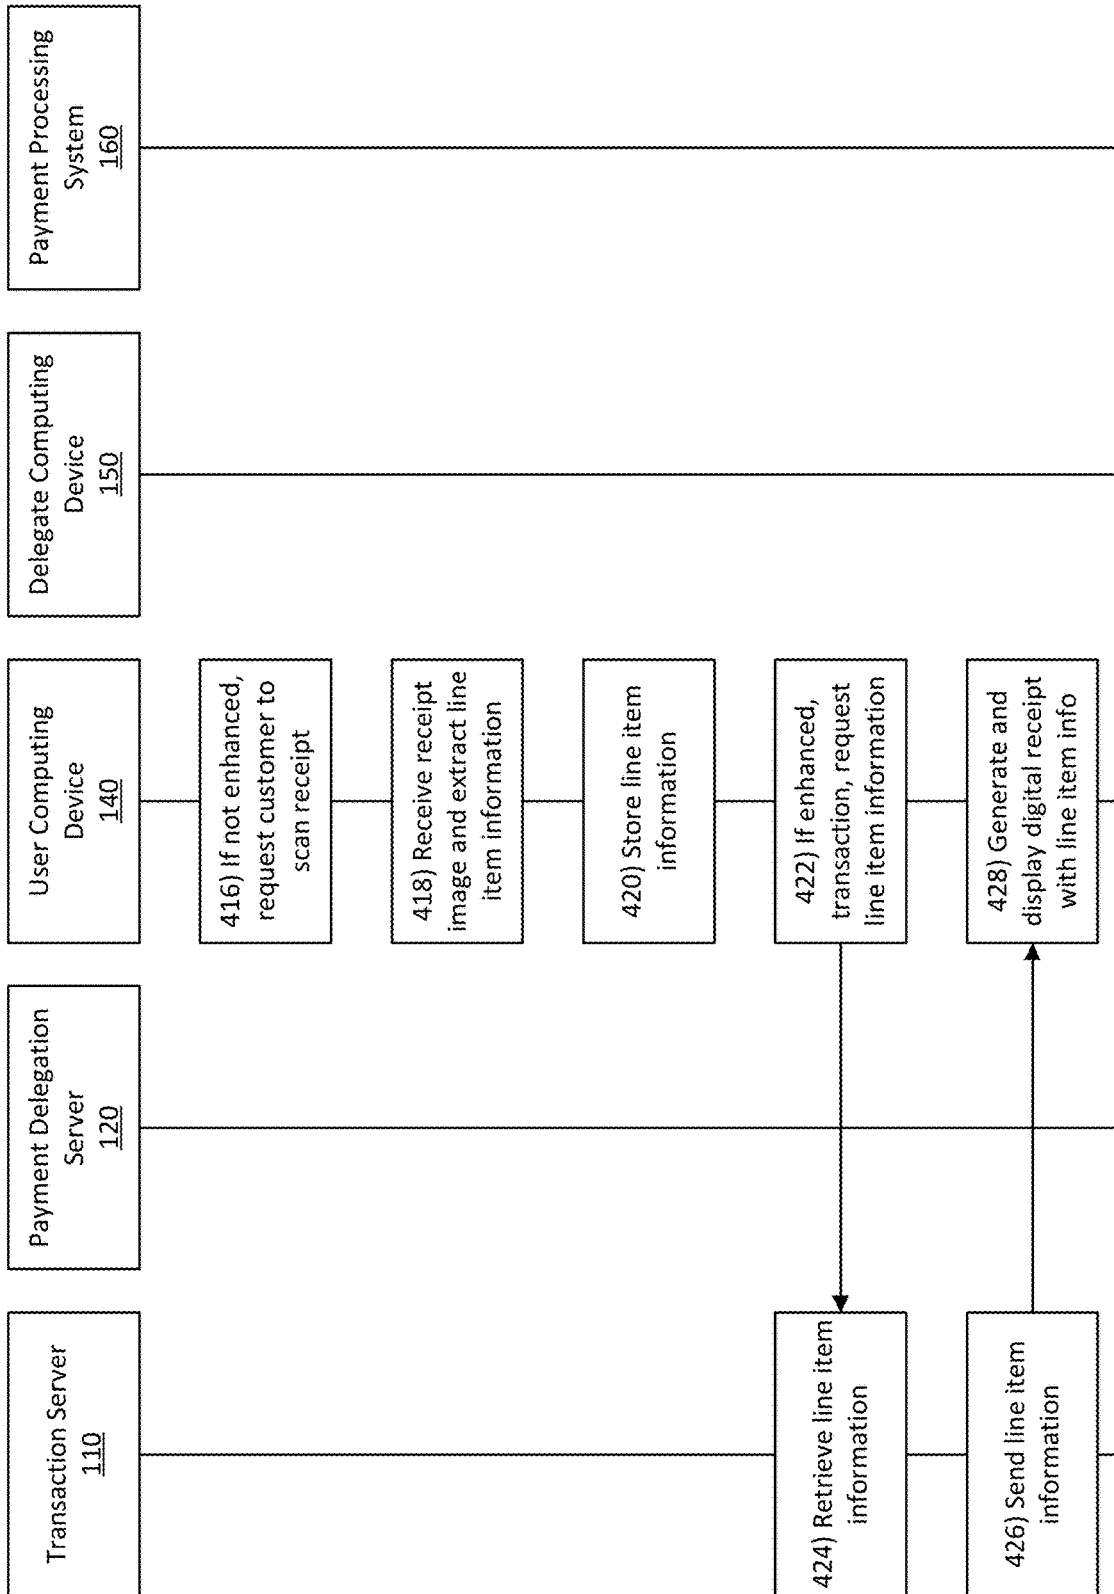 Transaction Server
110
Payment Delegation
Server
120
User Computing
Device
140
Delegate Computing
Device
150
Payment Processing
System
160
416) If not enhanced,
request customer to
scan receipt
418) Receive receipt
image and extract line
item information
420) Store line item
information
422) If enhanced,
transaction, request
line item information
424) Retrieve line item
information
426) Send line item
information
428) Generate and
display digital receipt
with line item info